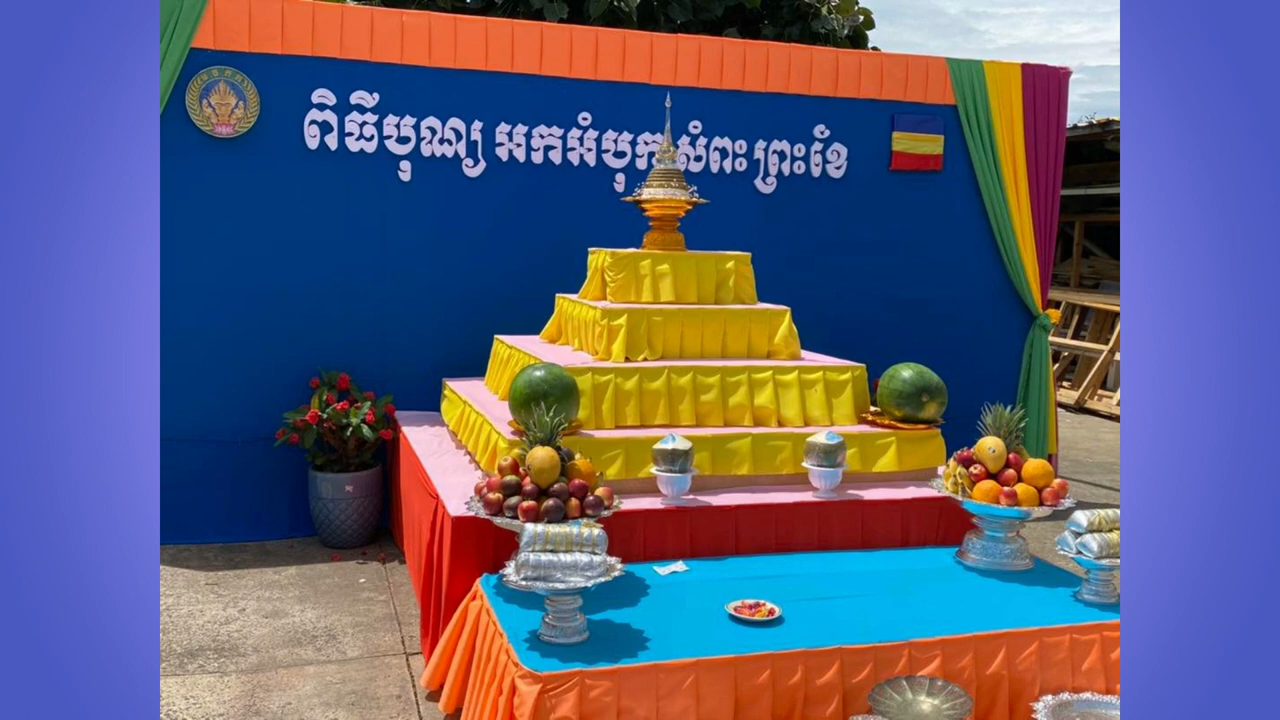 ពិធីបុណ្យ អកអំបុក សំពះ ព្រះខែ